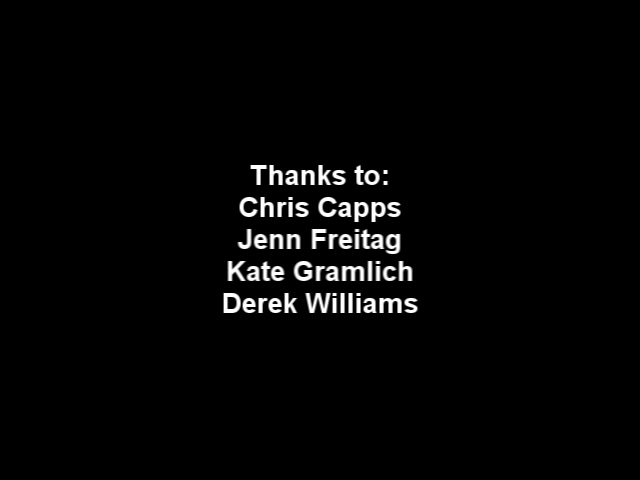 Thanks to:
Chris Capps
Jenn Freitag
Kate Gramlich
Derek Williams